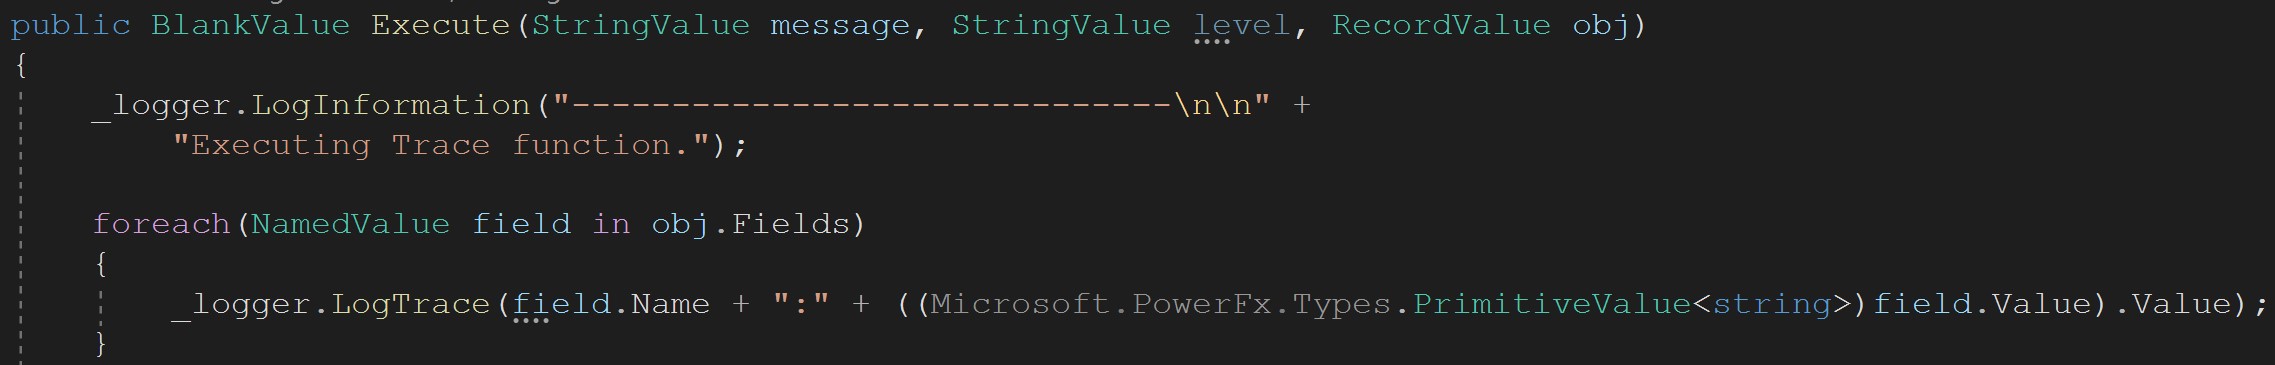 public BlankValue Execute(StringValue message, StringValue level, RecordValue obj)
{
_logger.LogInformation("------------------------------\n\n" +
"Executing Trace function.");
foreach(NamedValue field in obj.Fields)
{
_logger.LogTrace(field.Name + ":" + ((Microsoft.PowerFx.Types.PrimitiveValue<string>)field.Value).Value);
}